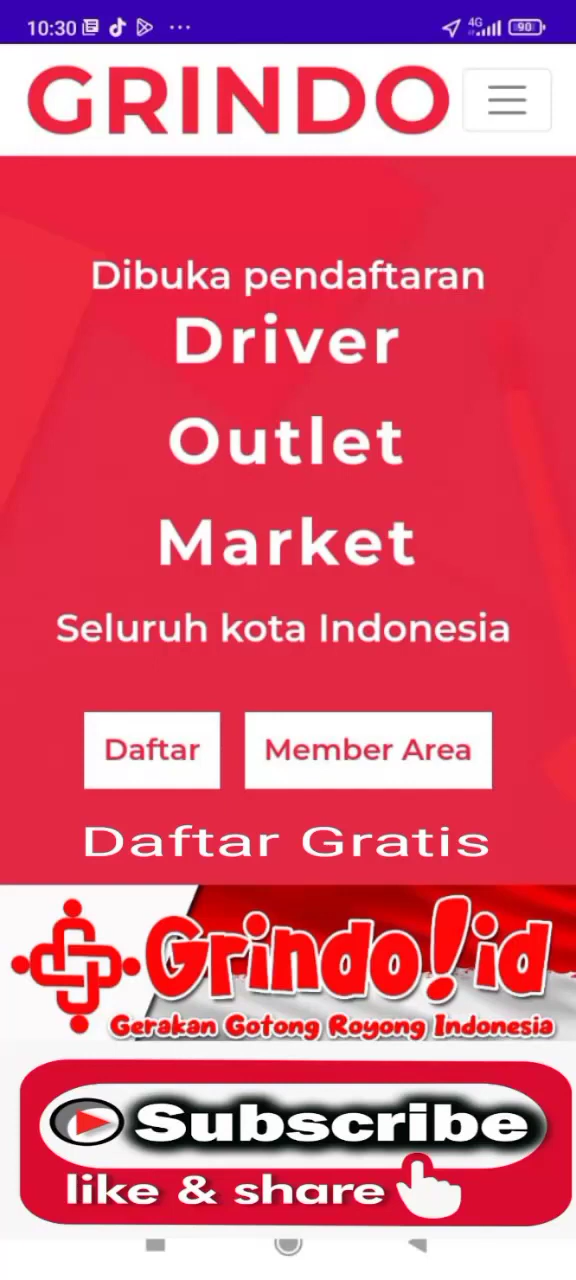 10:30
4G
90
GRINDO
Dibuka pendaftaran
Driver
Outlet
Market
Seluruh kota Indonesia
Daftar
Member Area
Daftar Gratis
Grindo!id
Gerakan Gotong Royong Indonesia
Subscribe
like & share